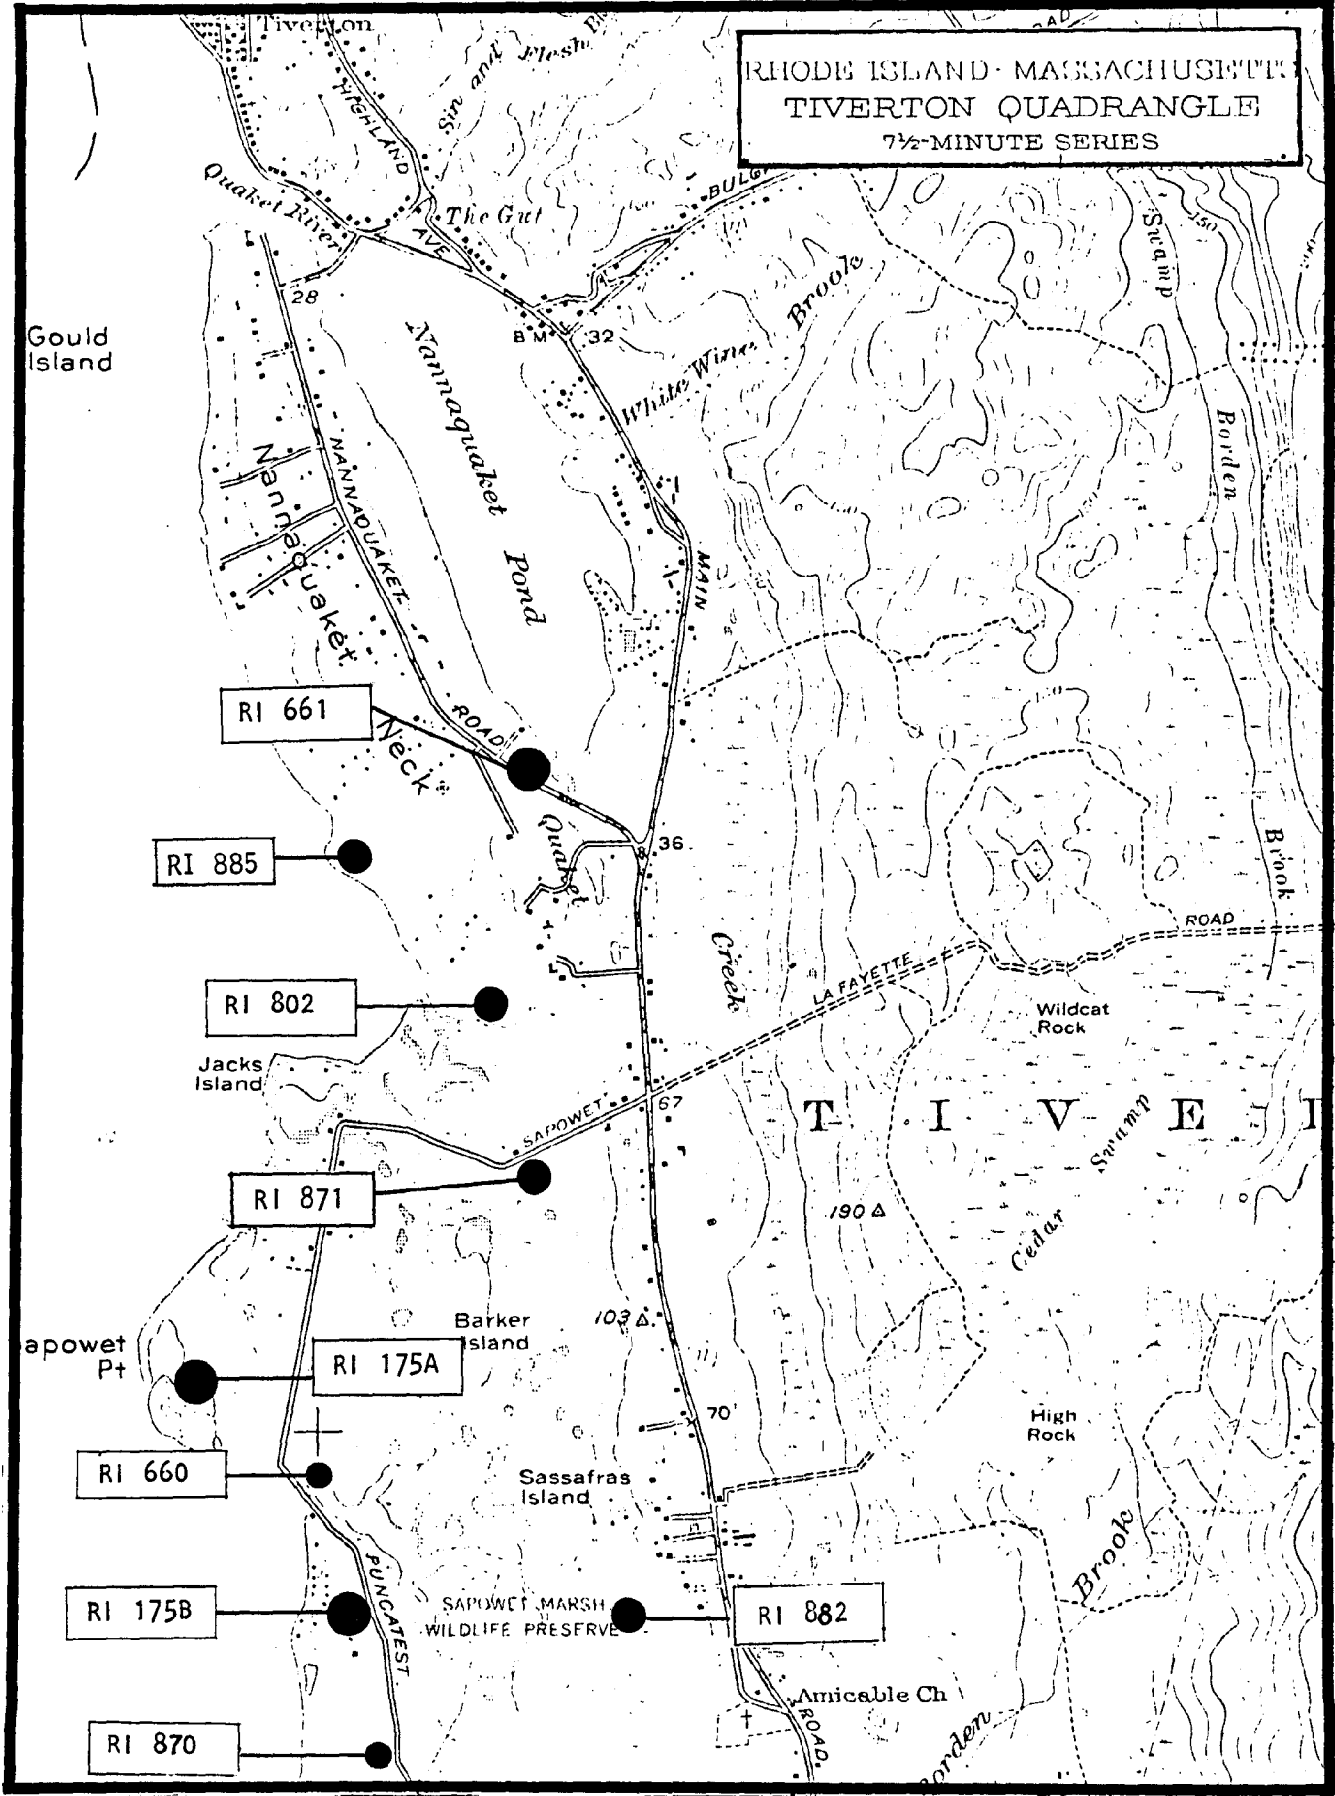 Tiverton
AD
RHODE ISLAND-MASSACHUSETTS
TIVERTON QUADRANGLE
7½-MINUTE SERIES
Sin and Flesh
HIGHLAND
AVE
Quaket River
The Gut
BULG
Swamp
150
28
Gould
Island
BM
32
White Wine Brook
Nannaquaket Pond
Borden
Brook
NANNAQUAKET
ROAD
Nannaquaket
Neck
MAIN
RI 661
36
Quaket
Creek
RI 885
ROAD
LA FAYETTE
RI 802
Wildcat
Rock
Jacks
Island
SAPOWET
67
T I V E
RI 871
190
Cedar Swamp
Barker
Island
103
apowet
Pt
RI 175A
70
High
Rock
RI 660
Sassafras
Island
Brook
RI 175B
PUNGATEST
SAPOWET MARSH
WILDLIFE PRESERVE
RI 882
Amicable Ch
ROAD
orden
RI 870